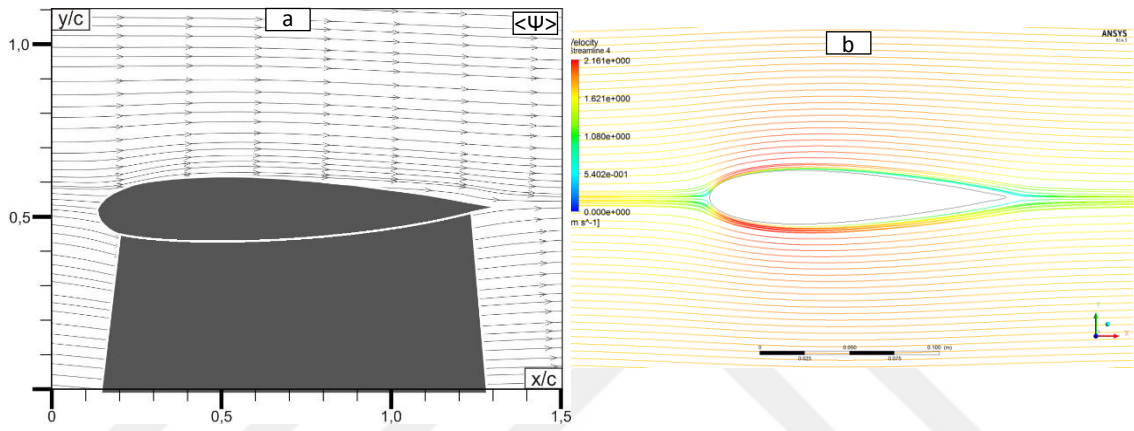 y/c
a
<Ψ>
1,0
0,5
x/c
0
0,5
1,0
1,5
b
ANSYS
Velocity
Streamline 4
2.161e+000
1.621e+000
1.080e+000
5.402e-001
0.000e+000
m s^-1]
Y
X
0
0.050
0.100 (m)
0.025
0.075